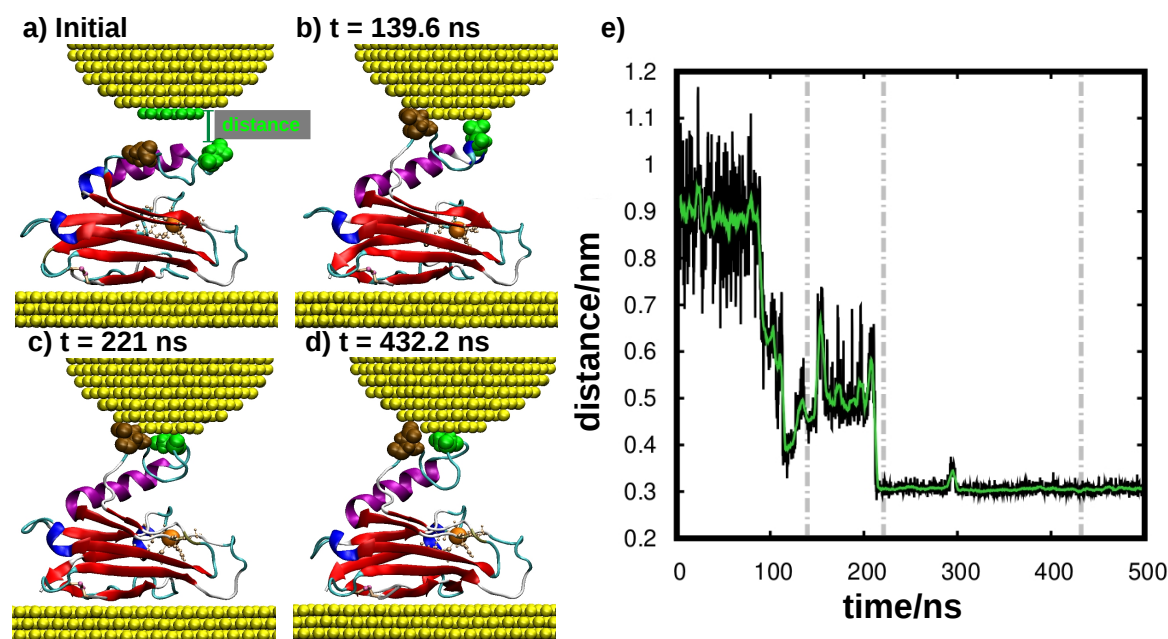 a) Initial
b) t = 139.6 ns
distance
c) t = 221 ns
d) t = 432.2 ns
e)
1.2
1.1
1
0.9
0.8
0.7
0.6
0.5
0.4
0.3
0.2
distance/nm
0 100 200 300 400 500
time/ns